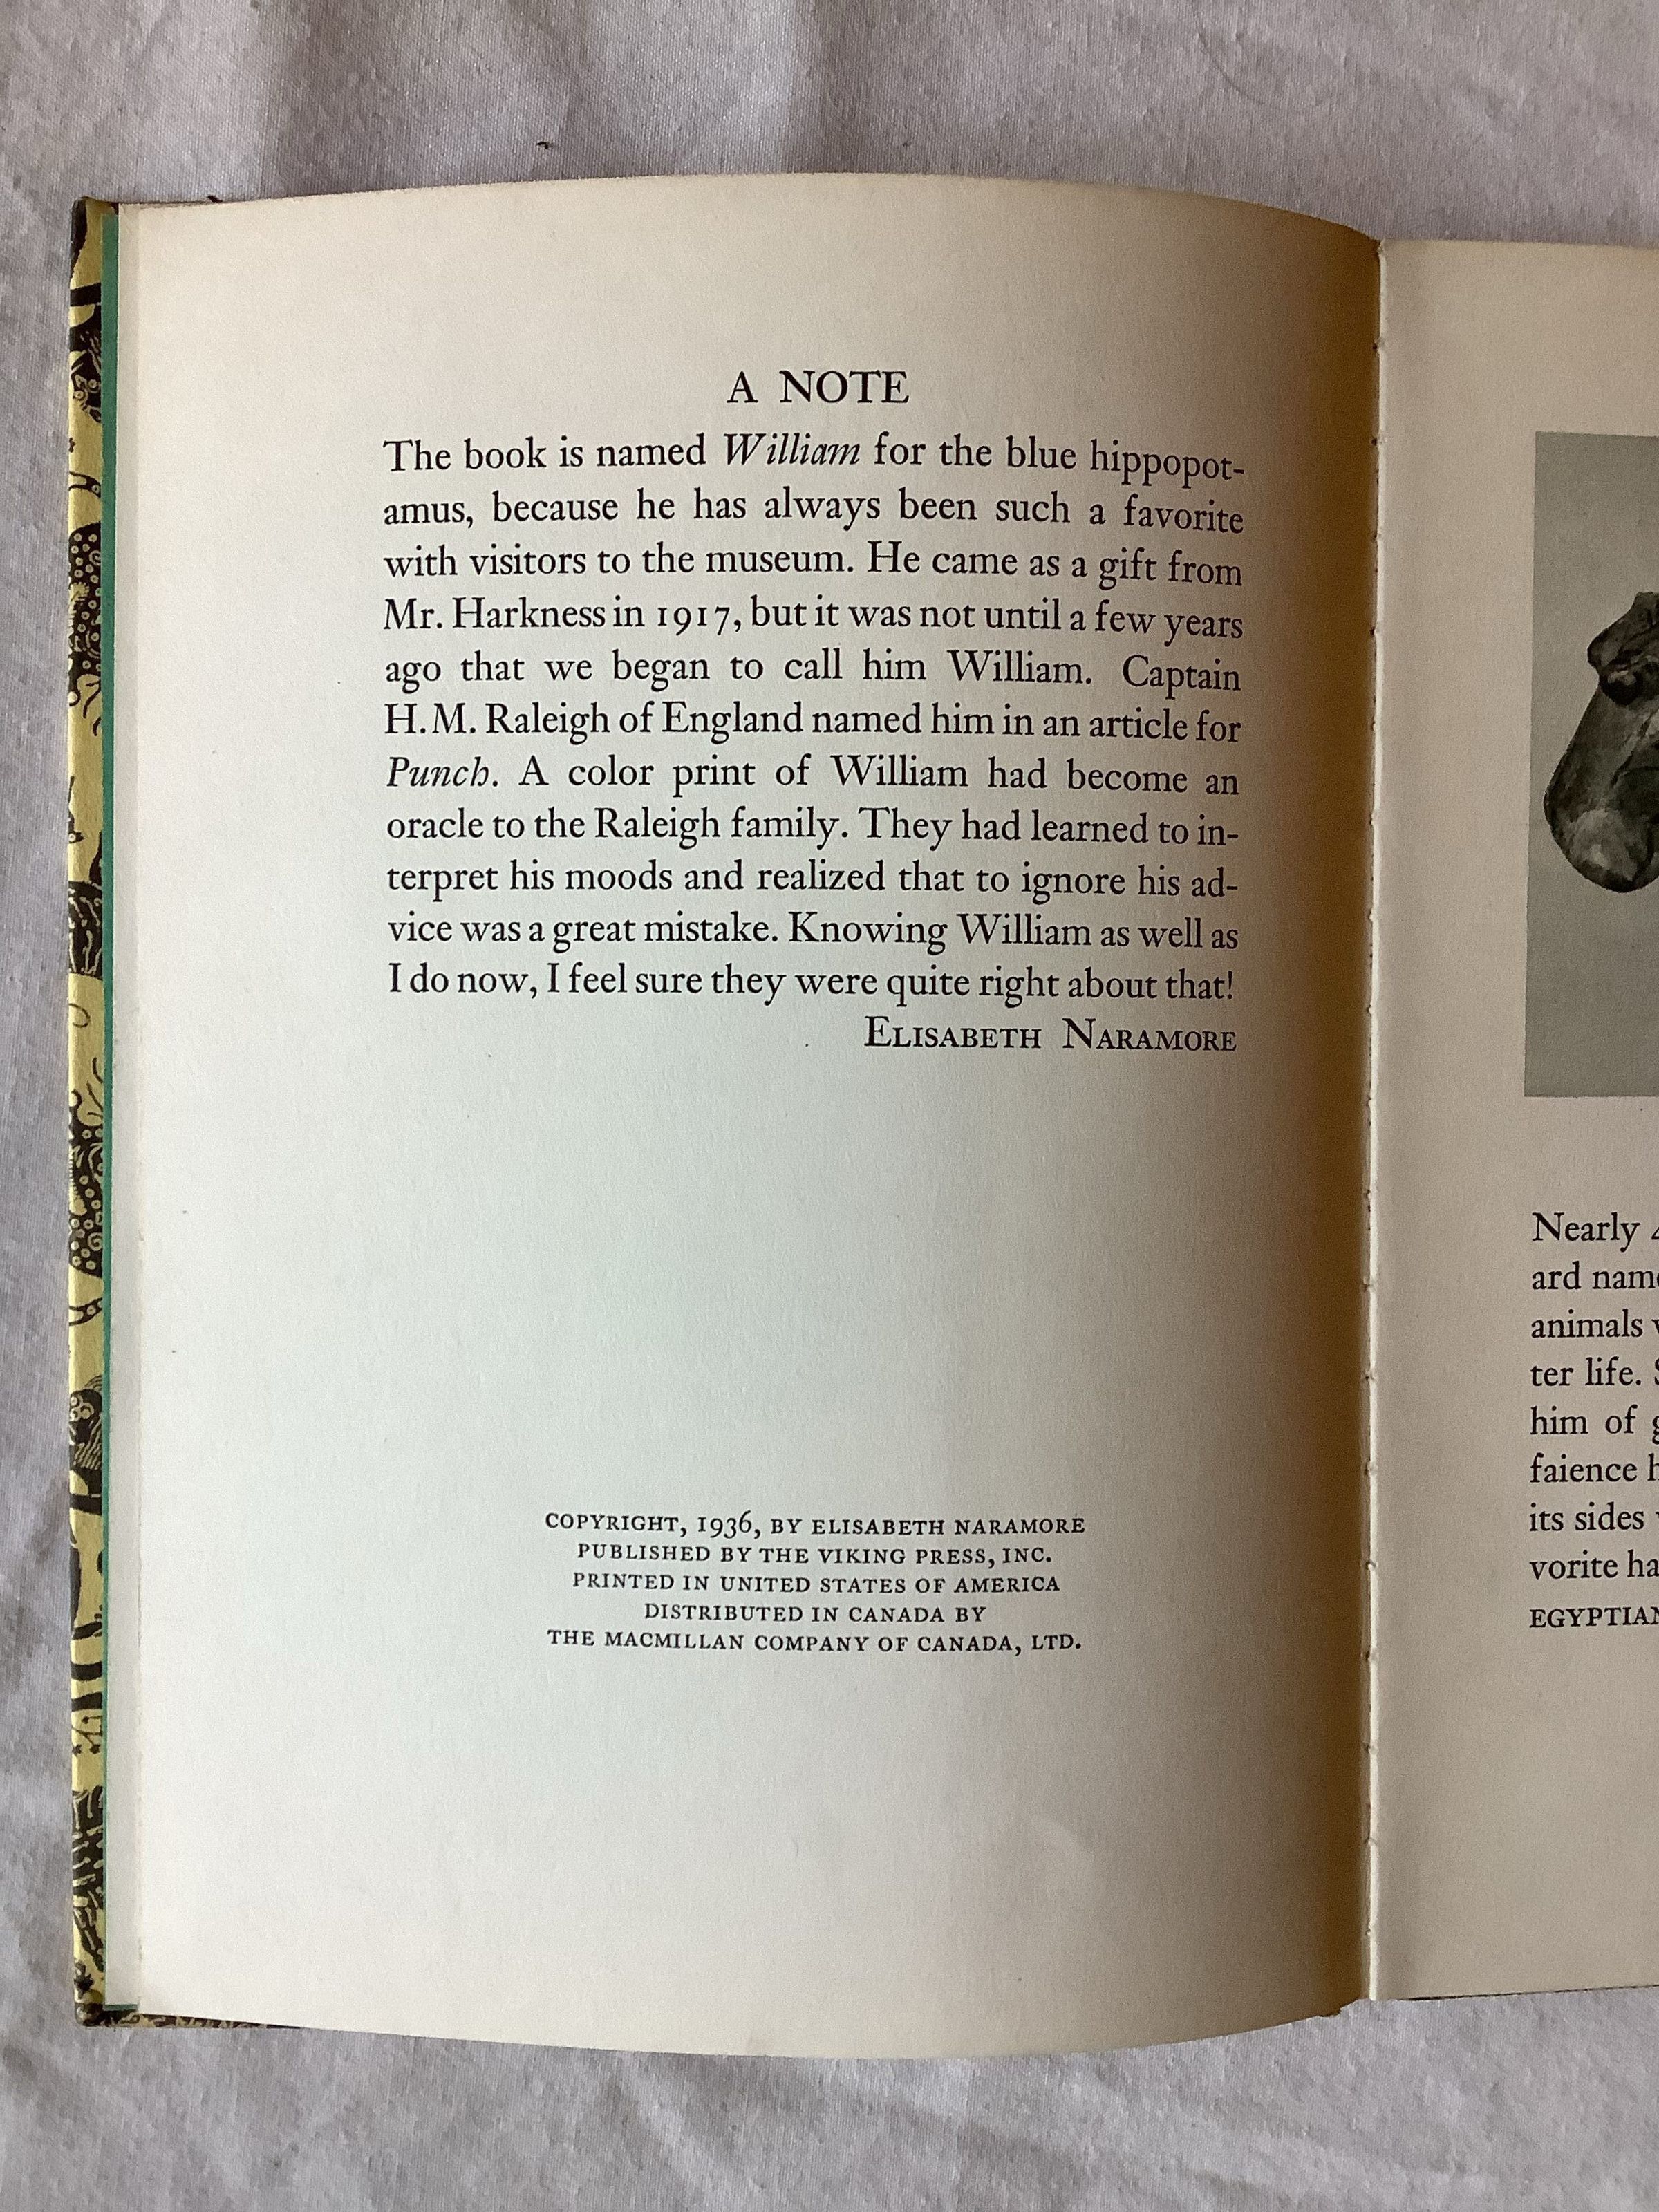 A NOTE
The book is named William for the blue hippopot-
amus, because he has always been such a favorite
with visitors to the museum. He came as a gift from
Mr. Harkness in 1917, but it was not until a few years
ago that we began to call him William. Captain
H.M. Raleigh of England named him in an article for
Punch. A color print of William had become an
oracle to the Raleigh family. They had learned to in-
terpret his moods and realized that to ignore his ad-
vice was a great mistake. Knowing William as well as
I do now, I feel sure they were quite right about that!
ELISABETH NARAMORE
COPYRIGHT, 1936, BY ELISABETH NARAMORE
PUBLISHED BY THE VIKING PRESS, INC.
PRINTED IN UNITED STATES OF AMERICA
DISTRIBUTED IN CANADA BY
THE MACMILLAN COMPANY OF CANADA, LTD.
Nearly
ard
animals
ter life.
him of
faience
its sides
vorite